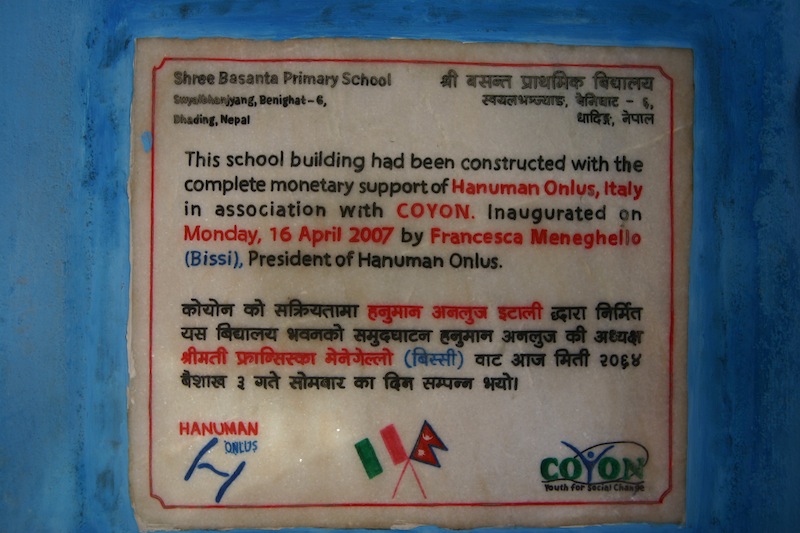 Shree Basanta Primary School
Swyalbhanjyang, Benighat – 6,
Dhading, Nepal
श्री बसन्त प्राथमिक बिद्यालय
स्वयलभञ्ज्याङ, बेनिघाट – ६,
धादिङ्ग, नेपाल
This school building had been constructed with the
complete monetary support of Hanuman Onlus, Italy
in association with COYON. Inaugurated on
Monday, 16 April 2007 by Francesca Meneghello
(Bissi), President of Hanuman Onlus.
कोयोन को सक्रियतामा हनुमान अनलुज इटाली द्वारा निर्मित
यस बिद्यालय भवनको समुदघाटन हनुमान अनलुज की अध्यक्ष
श्रीमती फ्रान्सिस्का मेनेगेल्लो (बिस्सी) वाट आज मिती २०६४
बैशाख ३ गते सोमबार का दिन सम्पन्न भयो।
HANUMAN
ONLUS
COYON
Youth for Social Change